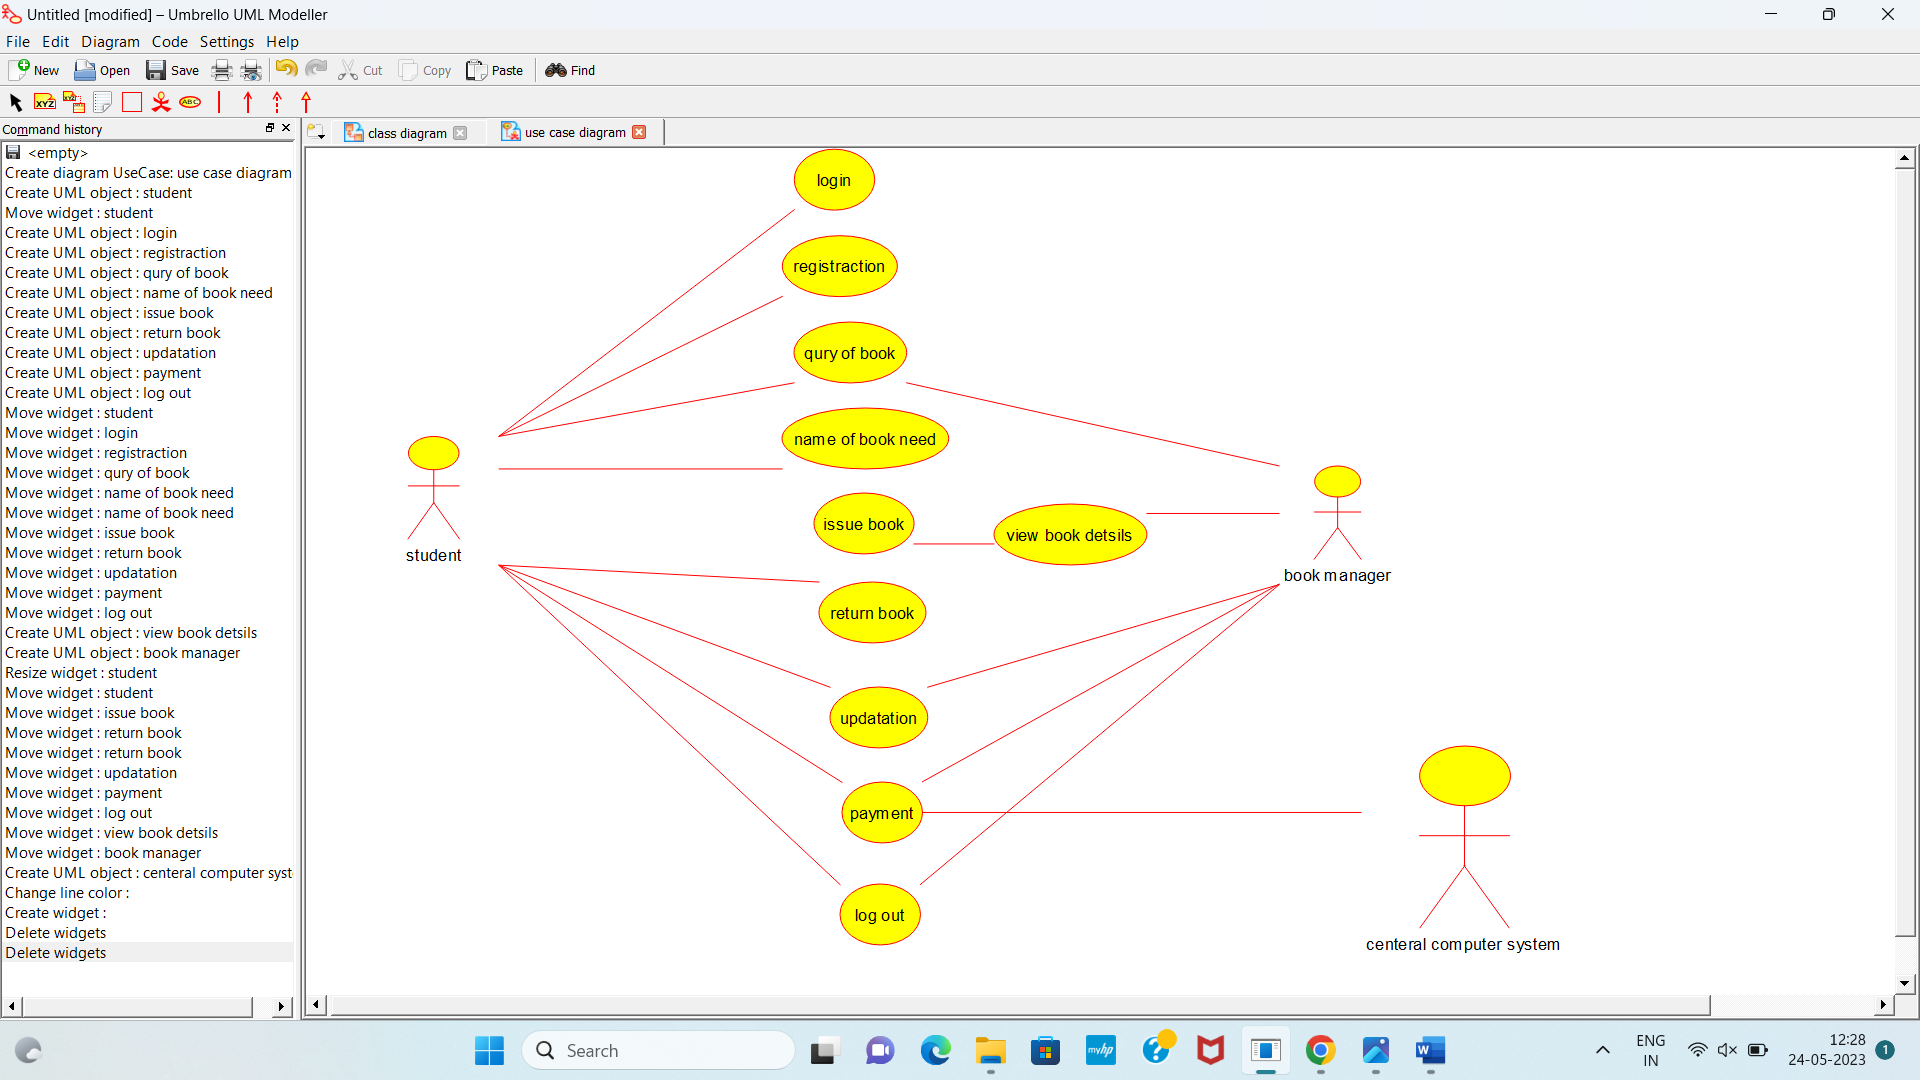 Untitled [modified] – Umbrello UML Modeller
File Edit Diagram Code Settings Help
New Open Save Cut Copy Paste Find
XYZ XYZ ABC
Command history
class diagram
use case diagram
<empty>
Create diagram UseCase: use case diagram
Create UML object : student
Move widget : student
Create UML object : login
Create UML object : registraction
Create UML object : qury of book
Create UML object : name of book need
Create UML object : issue book
Create UML object : return book
Create UML object : updatation
Create UML object : payment
Create UML object : log out
Move widget : student
Move widget : login
Move widget : registraction
Move widget : qury of book
Move widget : name of book need
Move widget : name of book need
Move widget : issue book
Move widget : return book
Move widget : updatation
Move widget : payment
Move widget : log out
Create UML object : view book detsils
Create UML object : book manager
Resize widget : student
Move widget : student
Move widget : issue book
Move widget : return book
Move widget : return book
Move widget : updatation
Move widget : payment
Move widget : log out
Move widget : view book detsils
Move widget : book manager
Create UML object : centeral computer syst
Change line color :
Create widget :
Delete widgets
Delete widgets
login
registraction
qury of book
name of book need
issue book
view book detsils
student
book manager
return book
updatation
payment
log out
centeral computer system
Search
myhp
ENG
IN
12:28
24-05-2023
1